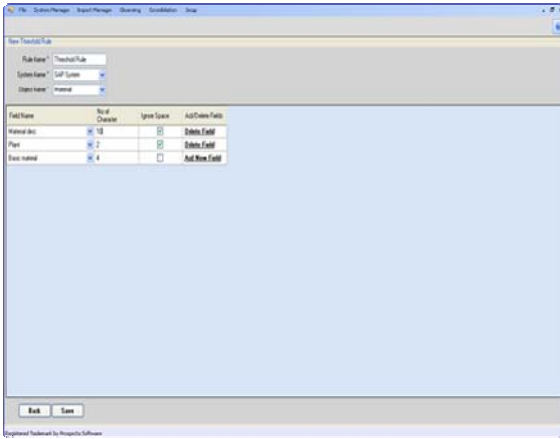 File System Manager Import Manager Cleansing Consolidation Setup
New Threshold Rule
Rule Name * Threshold Rule
System Name * SAP System
Object Name * Material
Field Name No of Character Ignore Space Add/Delete Fields
Material desc 10 Delete Field
Plant 2 Delete Field
Basic material 4 Add New Field
Back Save
Registered Trademark by Prospecta Software